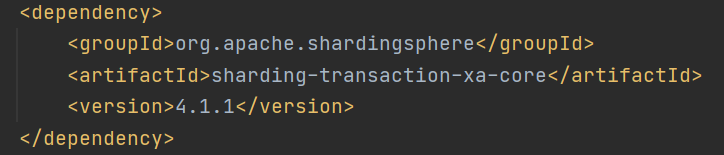 <dependency>
    <groupId>org.apache.shardingsphere</groupId>
    <artifactId>sharding-transaction-xa-core</artifactId>
    <version>4.1.1</version>
</dependency>